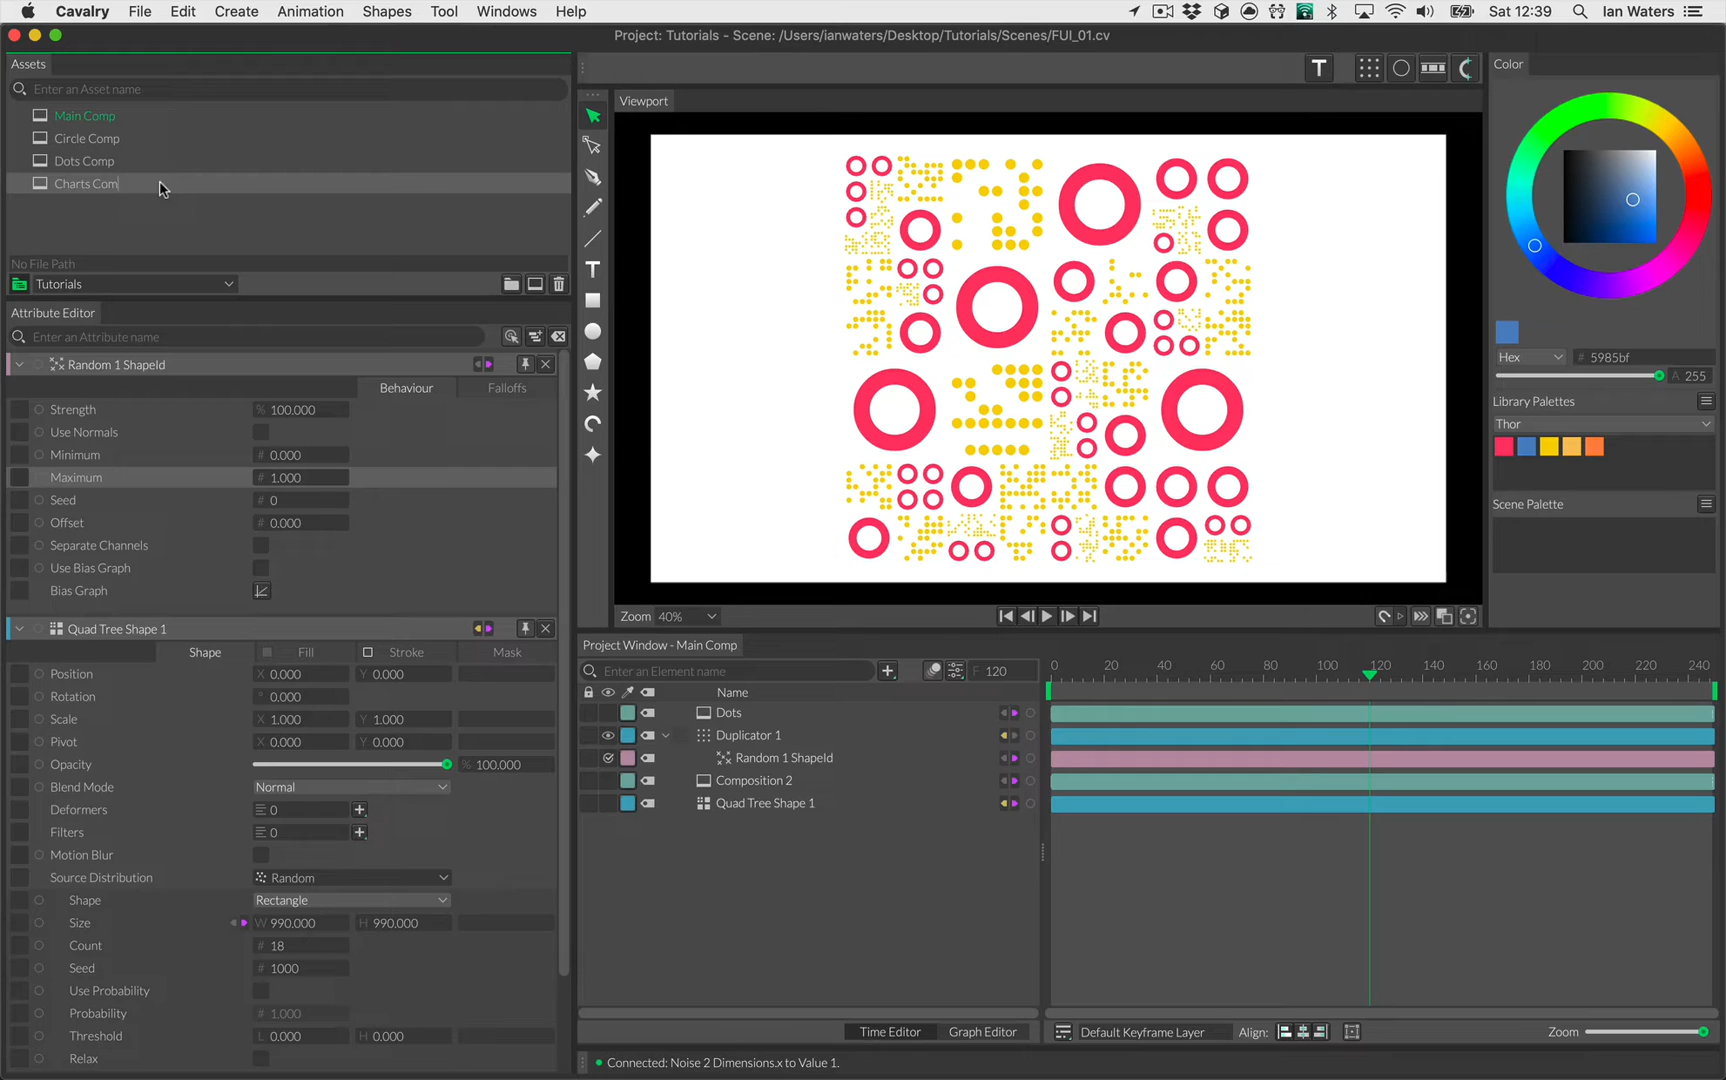 Cavalry File Edit Create Animation Shapes Tool Windows Help Sat 12:39 Ian Waters
Project: Tutorials - Scene: /Users/ianwaters/Desktop/Tutorials/Scenes/FUI_01.cv
Assets
Enter an Asset name
Main Comp
Circle Comp
Dots Comp
Charts Com
No File Path
Tutorials
Attribute Editor
Enter an Attribute name
Random 1 ShapeId
Behaviour Falloffs
Strength % 100.000
Use Normals
Minimum # 0.000
Maximum # 1.000
Seed # 0
Offset # 0.000
Separate Channels
Use Bias Graph
Bias Graph
Quad Tree Shape 1
Shape Fill Stroke Mask
Position X 0.000 Y 0.000
Rotation ° 0.000
Scale X 1.000 Y 1.000
Pivot X 0.000 Y 0.000
Opacity % 100.000
Blend Mode Normal
Deformers 0
Filters 0
Motion Blur
Source Distribution Random
Shape Rectangle
Size W 990.000 H 990.000
Count # 18
Seed # 1000
Use Probability
Probability # 1.000
Threshold L 0.000 H 0.000
Relax
T
Viewport
T
Zoom 40%
Project Window - Main Comp
Enter an Element name F 120
0 20 40 60 80 100 120 140 160 180 200 220 240
Name
Dots
Duplicator 1
Random 1 ShapeId
Composition 2
Quad Tree Shape 1
Time Editor Graph Editor Default Keyframe Layer Align: Zoom
Connected: Noise 2 Dimensions.x to Value 1.
Color
Hex # 5985bf
A 255
Library Palettes
Thor
Scene Palette